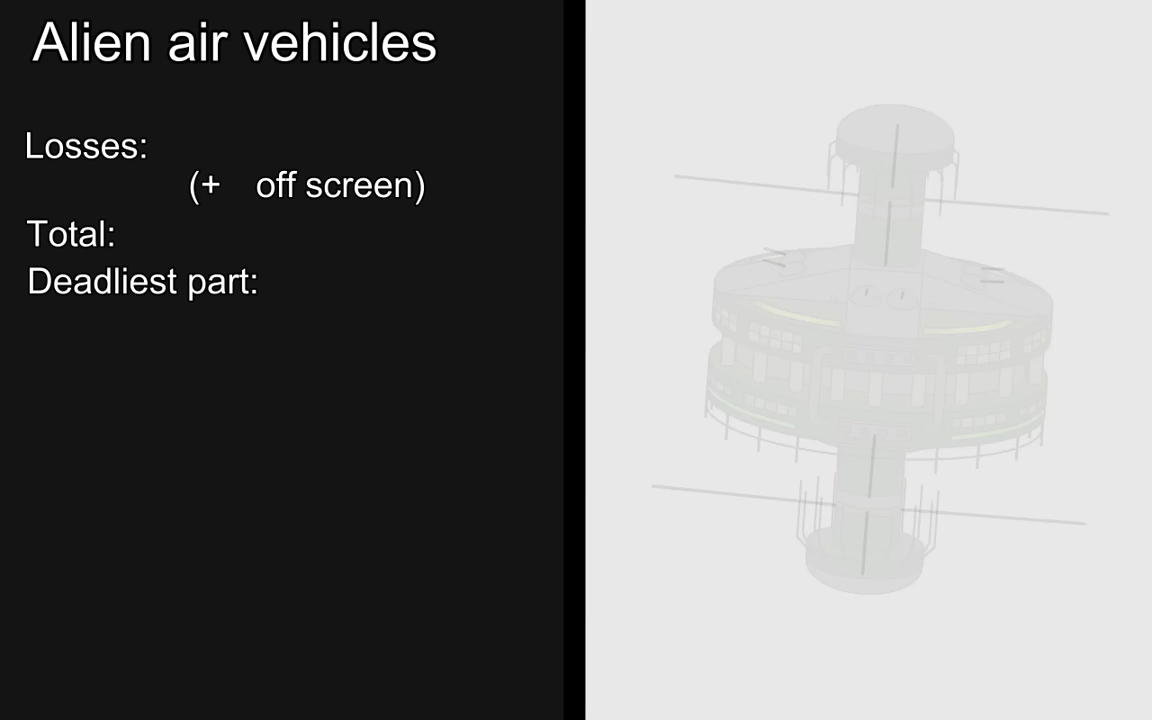 Alien air vehicles
Losses:
(+ off screen)
Total:
Deadliest part: